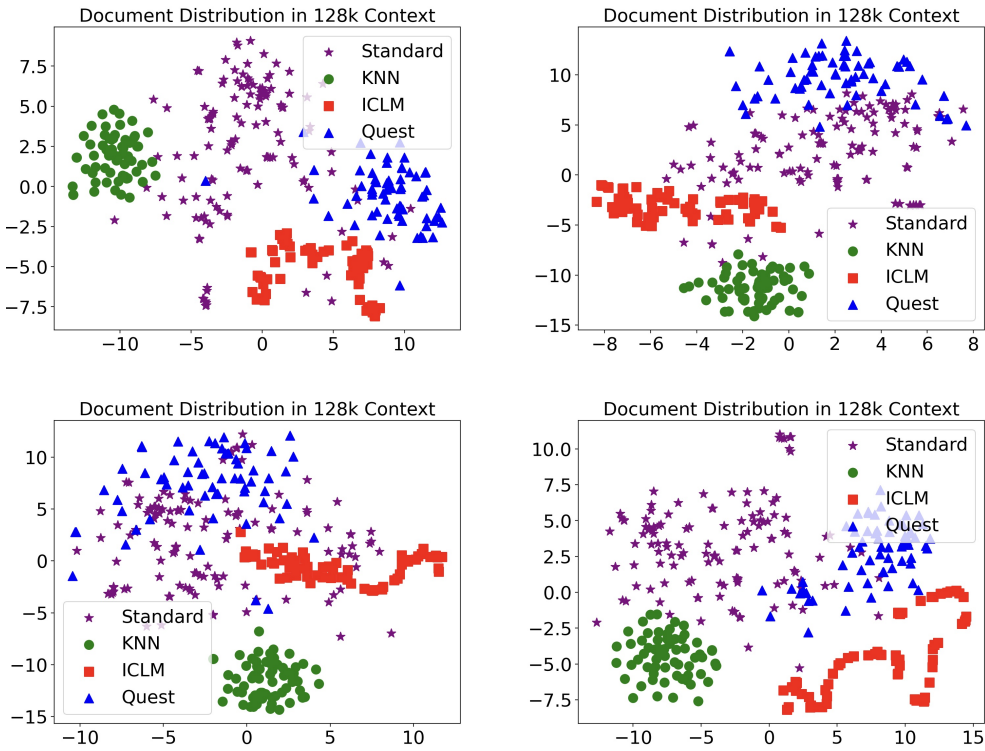 Document Distribution in 128k Context
Standard
KNN
ICLM
Quest
7.5
5.0
2.5
0.0
−2.5
−5.0
−7.5
−10
−5
0
5
10
Document Distribution in 128k Context
10
5
0
−5
−10
−15
Standard
KNN
ICLM
Quest
−8
−6
−4
−2
0
2
4
6
8
Document Distribution in 128k Context
10
5
0
−5
−10
−15
Standard
KNN
ICLM
Quest
−10
−5
0
5
10
Document Distribution in 128k Context
Standard
KNN
ICLM
Quest
10.0
7.5
5.0
2.5
0.0
−2.5
−5.0
−7.5
−10
−5
0
5
10
15